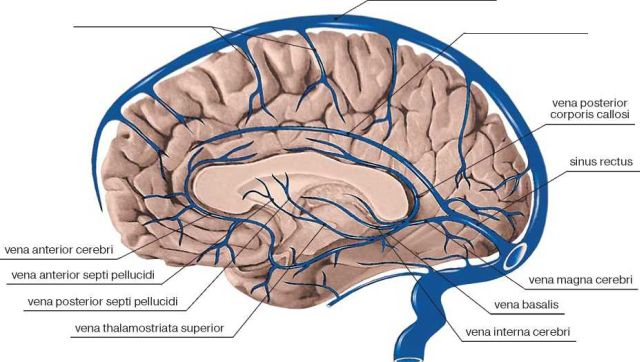 vena posterior
corporis callosi
sinus rectus
vena anterior cerebri
vena anterior septi pellucidi
vena posterior septi pellucidi
vena thalamostriata superior
vena magna cerebri
vena basalis
vena interna cerebri